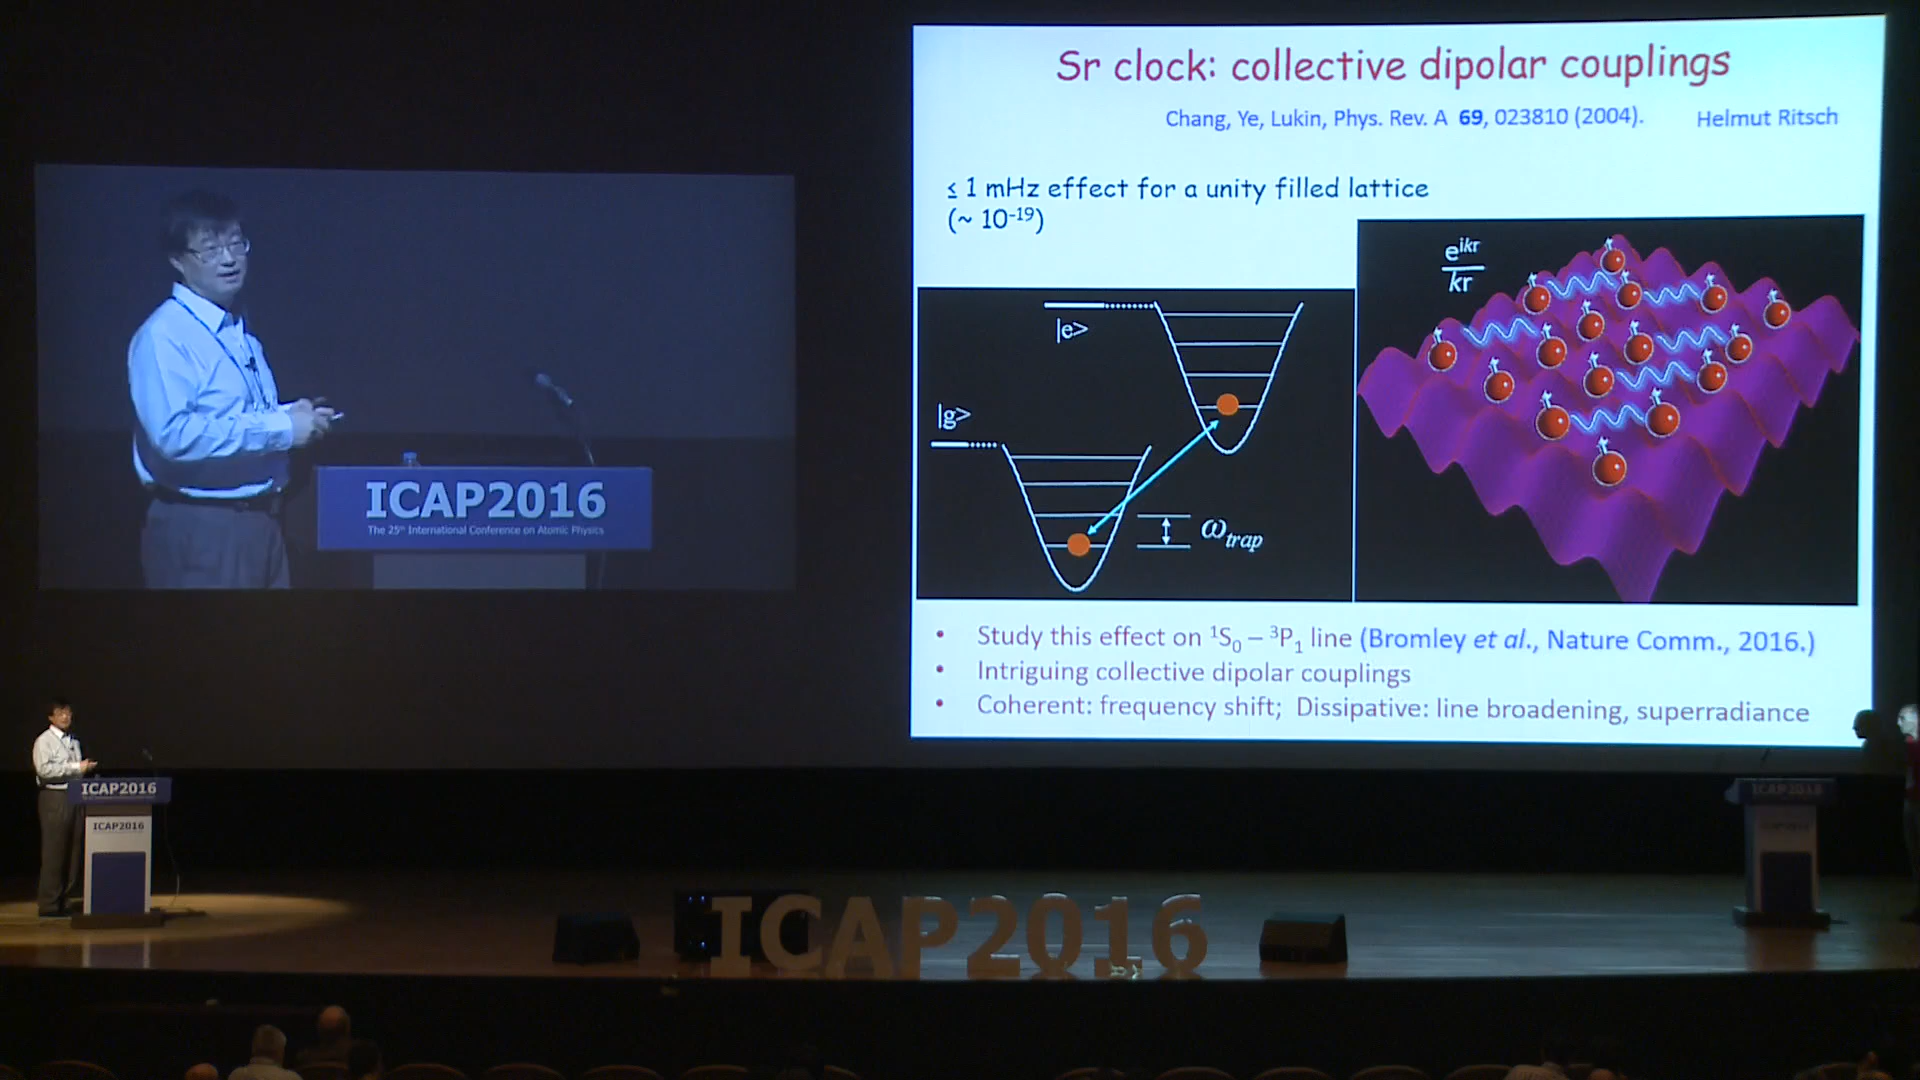 Sr clock: collective dipolar couplings
Chang, Ye, Lukin, Phys. Rev. A 69, 023810 (2004). Helmut Ritsch
≤ 1 mHz effect for a unity filled lattice
(~ 10⁻¹⁹)
|e>
|g>
ω_trap
e^ikr
kr
• Study this effect on ¹S₀ – ³P₁ line (Bromley et al., Nature Comm., 2016.)
• Intriguing collective dipolar couplings
• Coherent: frequency shift; Dissipative: line broadening, superradiance
ICAP2016
The 25th International Conference on Atomic Physics
ICAP2016
ICAP2016
ICAP2016
ICAP2016